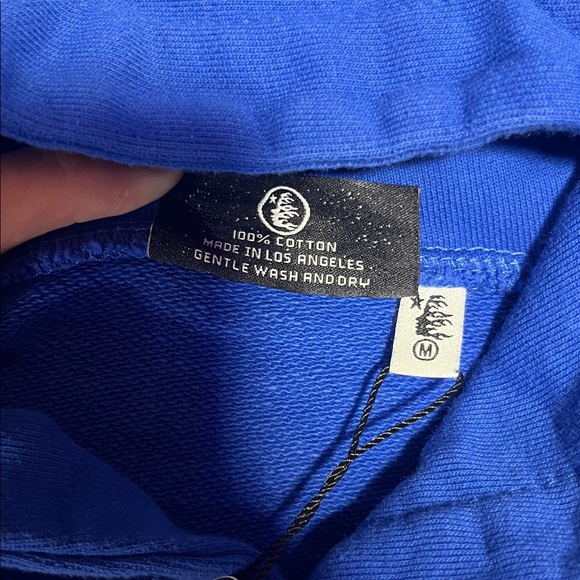 100% COTTON
MADE IN LOS ANGELES
GENTLE WASH AND DRY
M